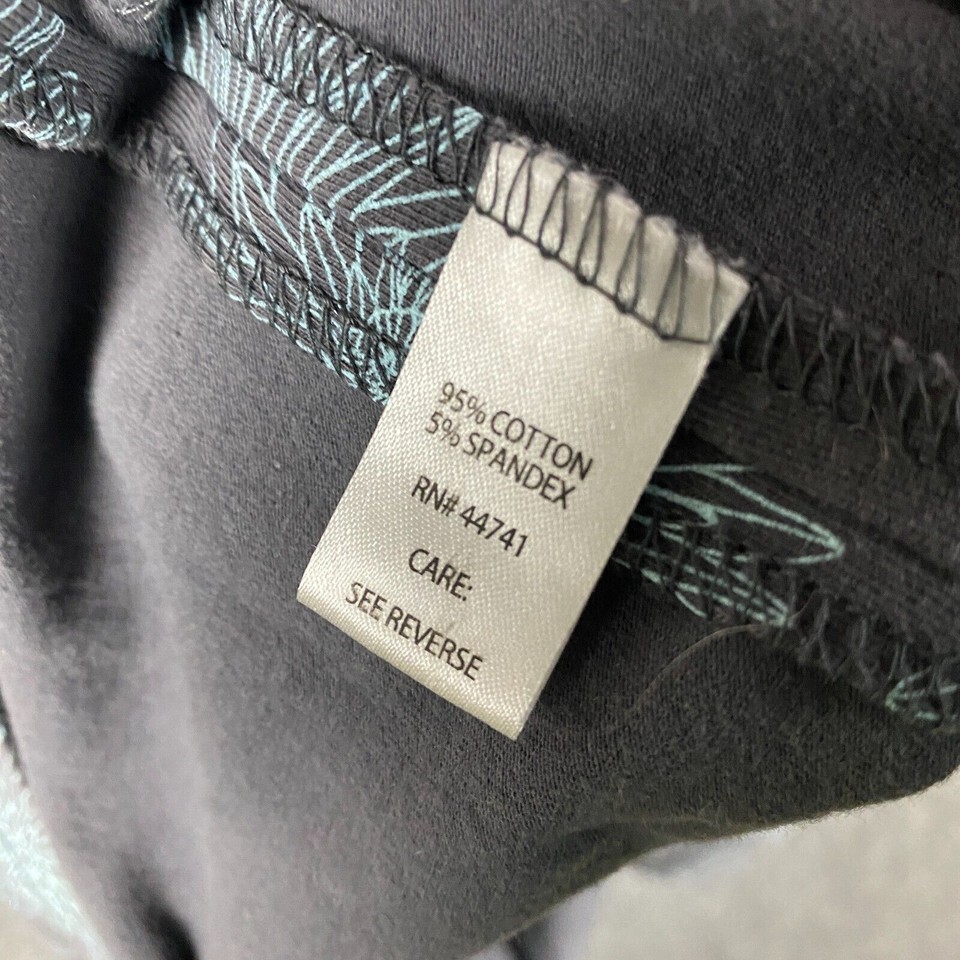 95% COTTON
5% SPANDEX
RN# 44741
CARE:
SEE REVERSE